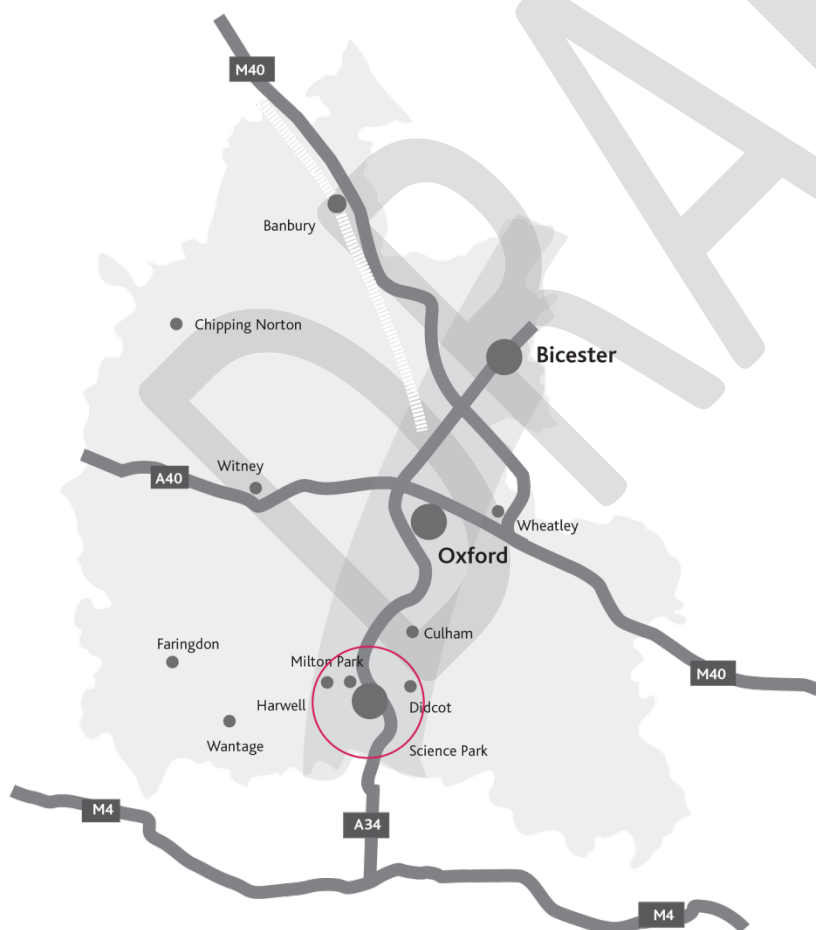 M40
Banbury
Chipping Norton
Bicester
Witney
A40
Wheatley
Oxford
Culham
Faringdon
Milton Park
M40
Harwell
Didcot
Wantage
Science Park
M4
A34
M4
DRA